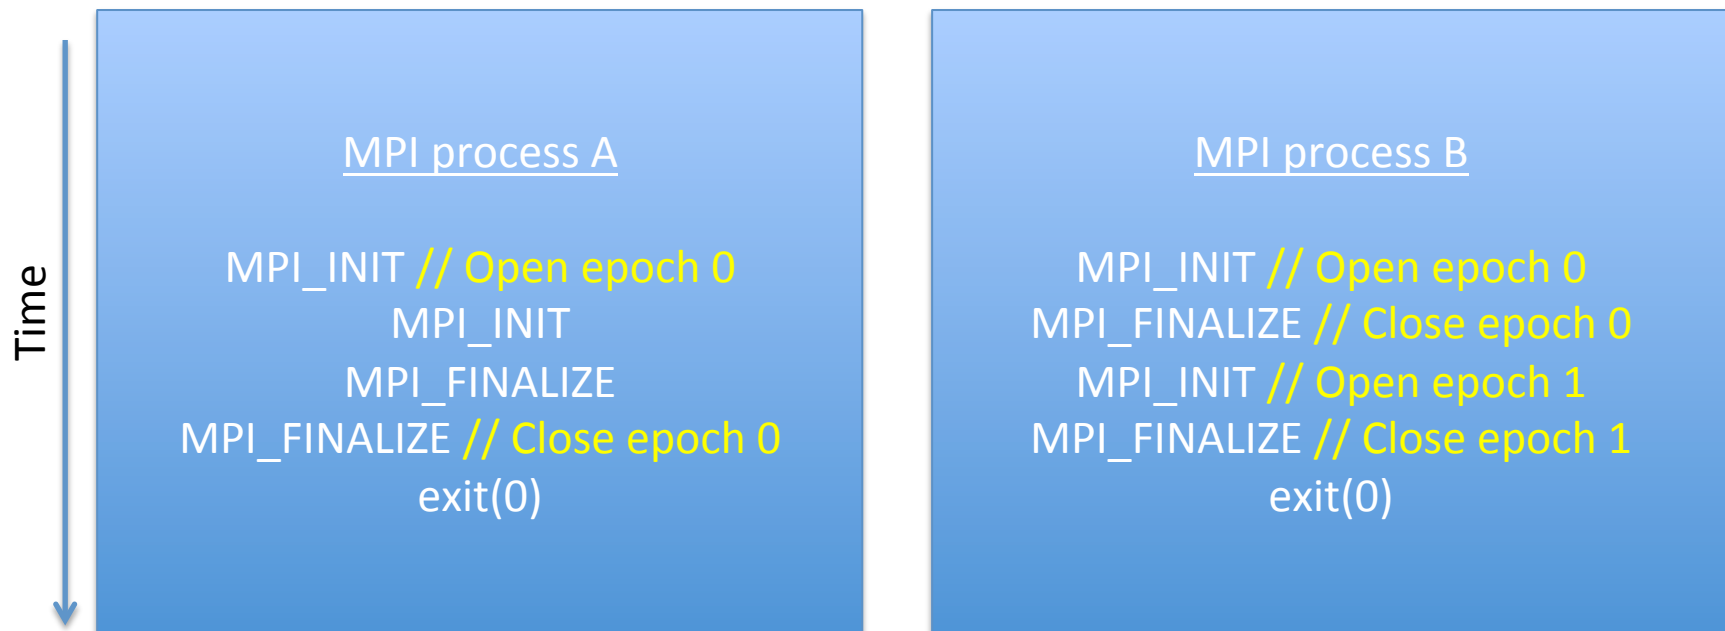 Time
MPI process A
MPI_INIT // Open epoch 0
MPI_INIT
MPI_FINALIZE
MPI_FINALIZE // Close epoch 0
exit(0)
MPI process B
MPI_INIT // Open epoch 0
MPI_FINALIZE // Close epoch 0
MPI_INIT // Open epoch 1
MPI_FINALIZE // Close epoch 1
exit(0)